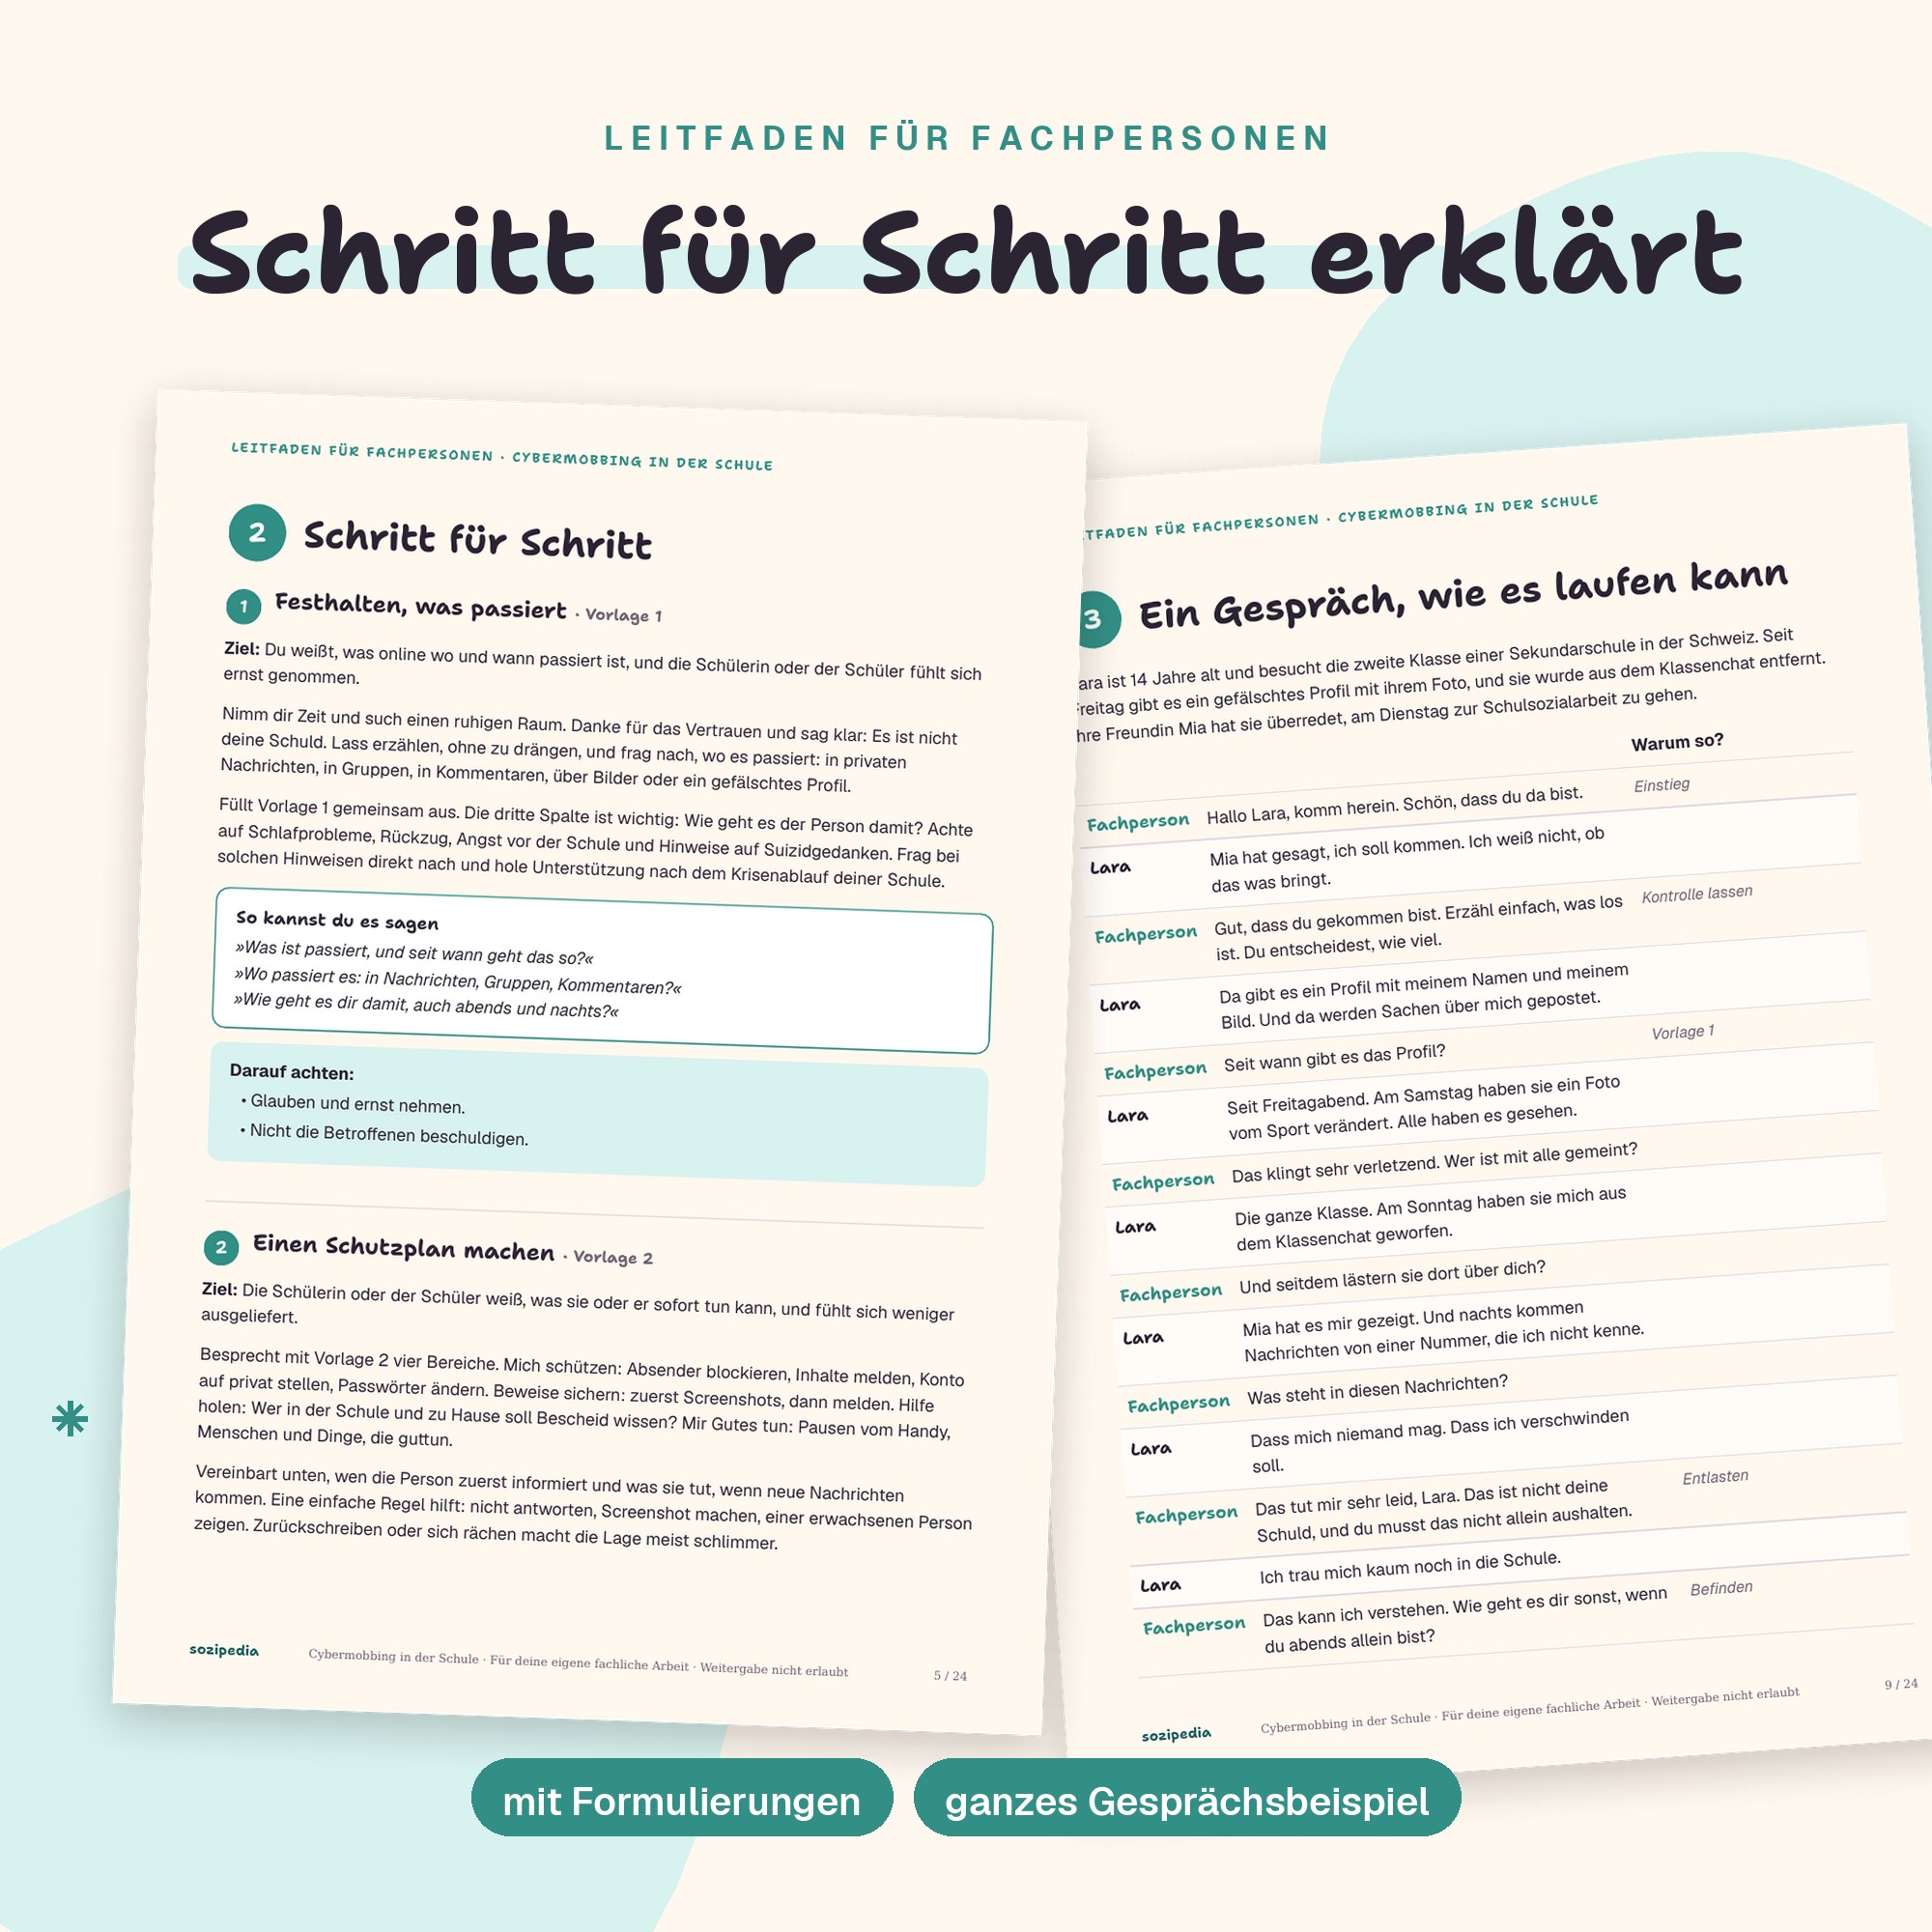 LEITFADEN FÜR FACHPERSONEN
Schritt für Schritt erklärt
LEITFADEN FÜR FACHPERSONEN · CYBERMOBBING IN DER SCHULE
2 Schritt für Schritt
1 Festhalten, was passiert · Vorlage 1
Ziel: Du weißt, was online wo und wann passiert ist, und die Schülerin oder der Schüler fühlt sich
ernst genommen.
Nimm dir Zeit und such einen ruhigen Raum. Danke für das Vertrauen und sag klar: Es ist nicht
deine Schuld. Lass erzählen, ohne zu drängen, und frag nach, wo es passiert: in privaten
Nachrichten, in Gruppen, in Kommentaren, über Bilder oder ein gefälschtes Profil.
Füllt Vorlage 1 gemeinsam aus. Die dritte Spalte ist wichtig: Wie geht es der Person damit? Achte
auf Schlafprobleme, Rückzug, Angst vor der Schule und Hinweise auf Suizidgedanken. Frag bei
solchen Hinweisen direkt nach und hole Unterstützung nach dem Krisenablauf deiner Schule.
So kannst du es sagen
»Was ist passiert, und seit wann geht das so?«
»Wo passiert es: in Nachrichten, Gruppen, Kommentaren?«
»Wie geht es dir damit, auch abends und nachts?«
Darauf achten:
• Glauben und ernst nehmen.
• Nicht die Betroffenen beschuldigen.
2 Einen Schutzplan machen · Vorlage 2
Ziel: Die Schülerin oder der Schüler weiß, was sie oder er sofort tun kann, und fühlt sich weniger
ausgeliefert.
Besprecht mit Vorlage 2 vier Bereiche. Mich schützen: Absender blockieren, Inhalte melden, Konto
auf privat stellen, Passwörter ändern. Beweise sichern: zuerst Screenshots, dann melden. Hilfe
holen: Wer in der Schule und zu Hause soll Bescheid wissen? Mir Gutes tun: Pausen vom Handy,
Menschen und Dinge, die guttun.
Vereinbart unten, wen die Person zuerst informiert und was sie tut, wenn neue Nachrichten
kommen. Eine einfache Regel hilft: nicht antworten, Screenshot machen, einer erwachsenen Person
zeigen. Zurückschreiben oder sich rächen macht die Lage meist schlimmer.
sozipedia Cybermobbing in der Schule · Für deine eigene fachliche Arbeit · Weitergabe nicht erlaubt 5 / 24
TFADEN FÜR FACHPERSONEN · CYBERMOBBING IN DER SCHULE
3 Ein Gespräch, wie es laufen kann
ara ist 14 Jahre alt und besucht die zweite Klasse einer Sekundarschule in der Schweiz. Seit
Freitag gibt es ein gefälschtes Profil mit ihrem Foto, und sie wurde aus dem Klassenchat entfernt.
hre Freundin Mia hat sie überredet, am Dienstag zur Schulsozialarbeit zu gehen.
Warum so?
Fachperson Hallo Lara, komm herein. Schön, dass du da bist. Einstieg
Lara Mia hat gesagt, ich soll kommen. Ich weiß nicht, ob
das was bringt.
Fachperson Gut, dass du gekommen bist. Erzähl einfach, was los Kontrolle lassen
ist. Du entscheidest, wie viel.
Lara Da gibt es ein Profil mit meinem Namen und meinem
Bild. Und da werden Sachen über mich gepostet.
Fachperson Seit wann gibt es das Profil? Vorlage 1
Lara Seit Freitagabend. Am Samstag haben sie ein Foto
vom Sport verändert. Alle haben es gesehen.
Fachperson Das klingt sehr verletzend. Wer ist mit alle gemeint?
Lara Die ganze Klasse. Am Sonntag haben sie mich aus
dem Klassenchat geworfen.
Fachperson Und seitdem lästern sie dort über dich?
Lara Mia hat es mir gezeigt. Und nachts kommen
Nachrichten von einer Nummer, die ich nicht kenne.
Fachperson Was steht in diesen Nachrichten?
Lara Dass mich niemand mag. Dass ich verschwinden
soll.
Fachperson Das tut mir sehr leid, Lara. Das ist nicht deine Entlasten
Schuld, und du musst das nicht allein aushalten.
Lara Ich trau mich kaum noch in die Schule.
Fachperson Das kann ich verstehen. Wie geht es dir sonst, wenn Befinden
du abends allein bist?
sozipedia Cybermobbing in der Schule · Für deine eigene fachliche Arbeit · Weitergabe nicht erlaubt 9 / 24
mit Formulierungen
ganzes Gesprächsbeispiel